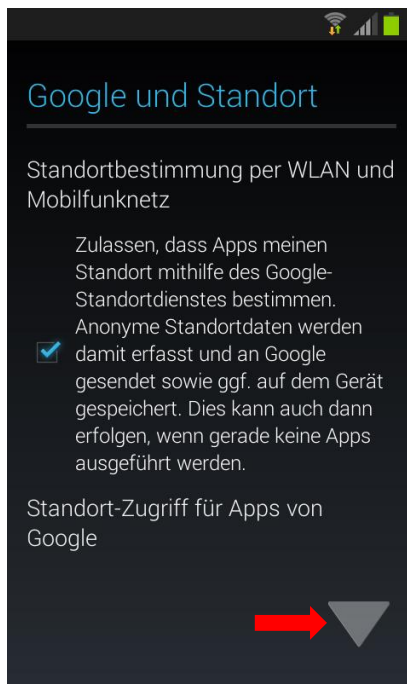 Google und Standort
Standortbestimmung per WLAN und
Mobilfunknetz
Zulassen, dass Apps meinen
Standort mithilfe des Google-
Standortdienstes bestimmen.
Anonyme Standortdaten werden
damit erfasst und an Google
gesendet sowie ggf. auf dem Gerät
gespeichert. Dies kann auch dann
erfolgen, wenn gerade keine Apps
ausgeführt werden.
Standort-Zugriff für Apps von
Google